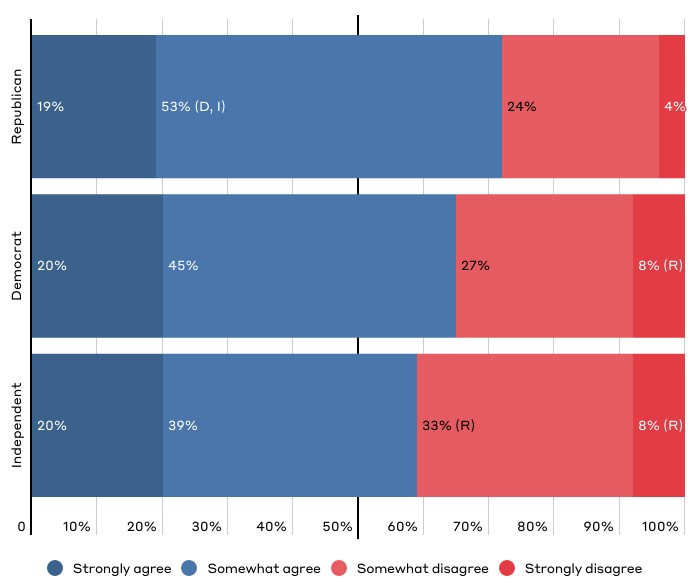 Republican
19% 53% (D, I) 24% 4%
Democrat
20% 45% 27% 8% (R)
Independent
20% 39% 33% (R) 8% (R)
0 10% 20% 30% 40% 50% 60% 70% 80% 90% 100%
Strongly agree Somewhat agree Somewhat disagree Strongly disagree